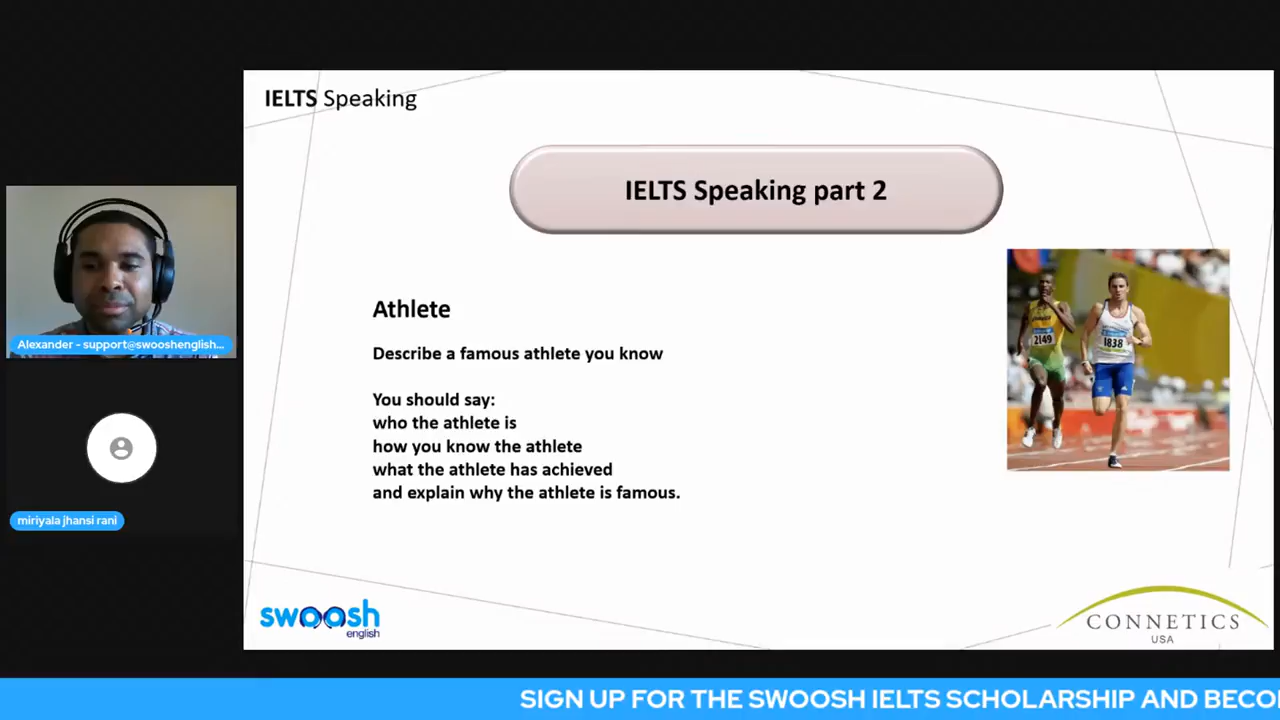 IELTS Speaking
IELTS Speaking part 2
Athlete
Describe a famous athlete you know
You should say:
who the athlete is
how you know the athlete
what the athlete has achieved
and explain why the athlete is famous.
2149
1838
Alexander - support@swooshenglish...
miriyala jhansi rani
swoosh
english
CONNETICS
USA
SIGN UP FOR THE SWOOSH IELTS SCHOLARSHIP AND BECO